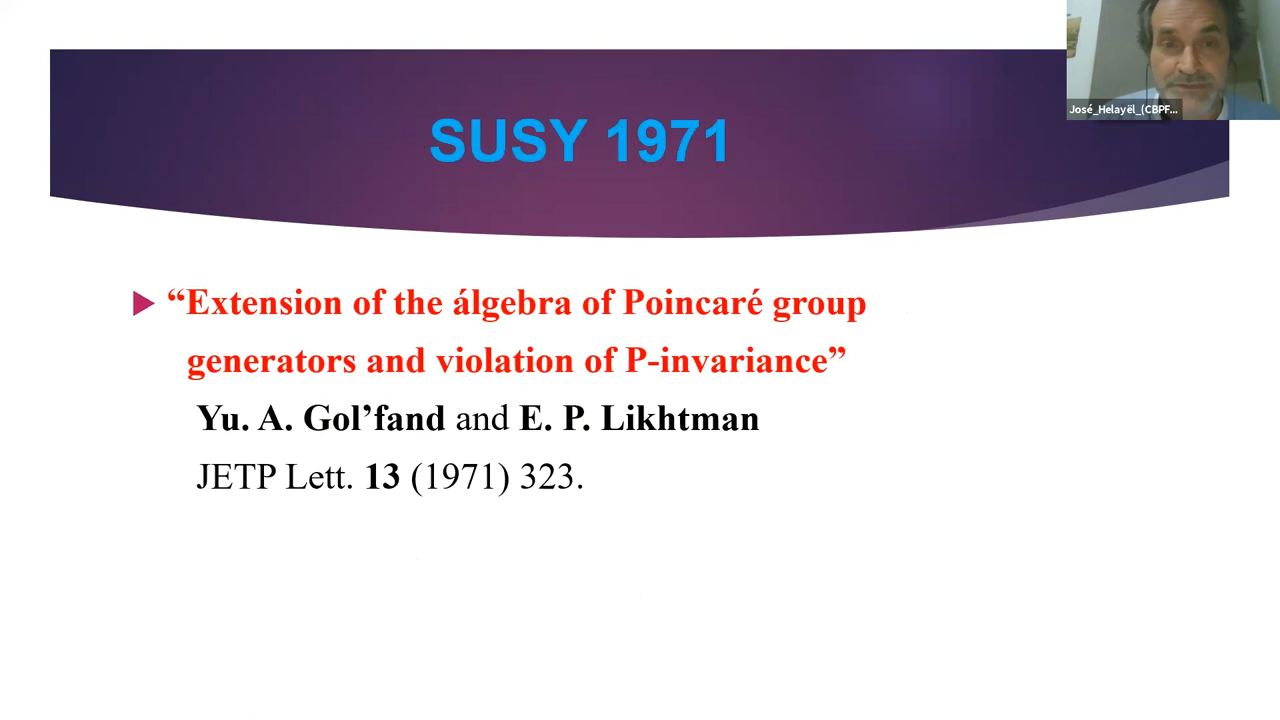 José_Helayël_(CBPF...
SUSY 1971
“Extension of the álgebra of Poincaré group
generators and violation of P-invariance”
Yu. A. Gol’fand and E. P. Likhtman
JETP Lett. 13 (1971) 323.